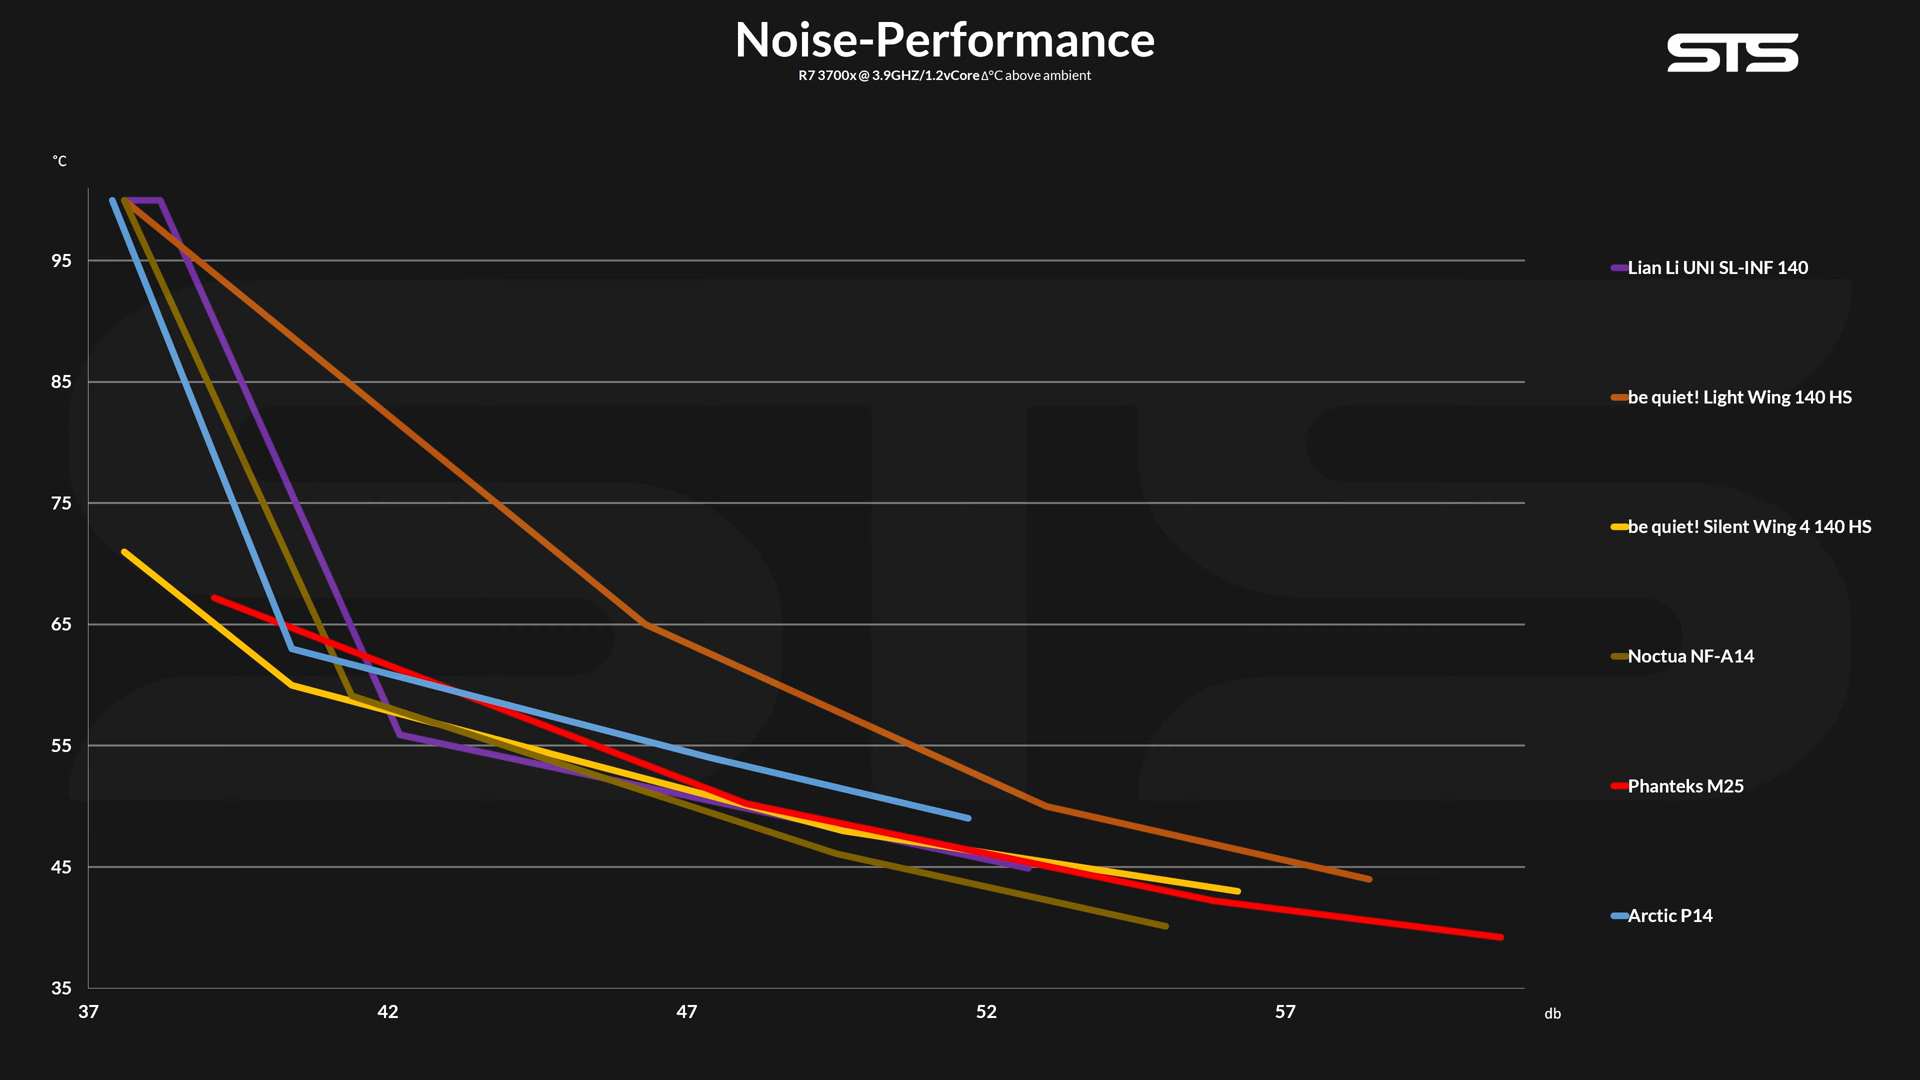 Noise-Performance
R7 3700x @ 3.9GHZ/1.2vCore Δ°C above ambient
STS
°C
95
85
75
65
55
45
35
37 42 47 52 57 db
Lian Li UNI SL-INF 140
be quiet! Light Wing 140 HS
be quiet! Silent Wing 4 140 HS
Noctua NF-A14
Phanteks M25
Arctic P14